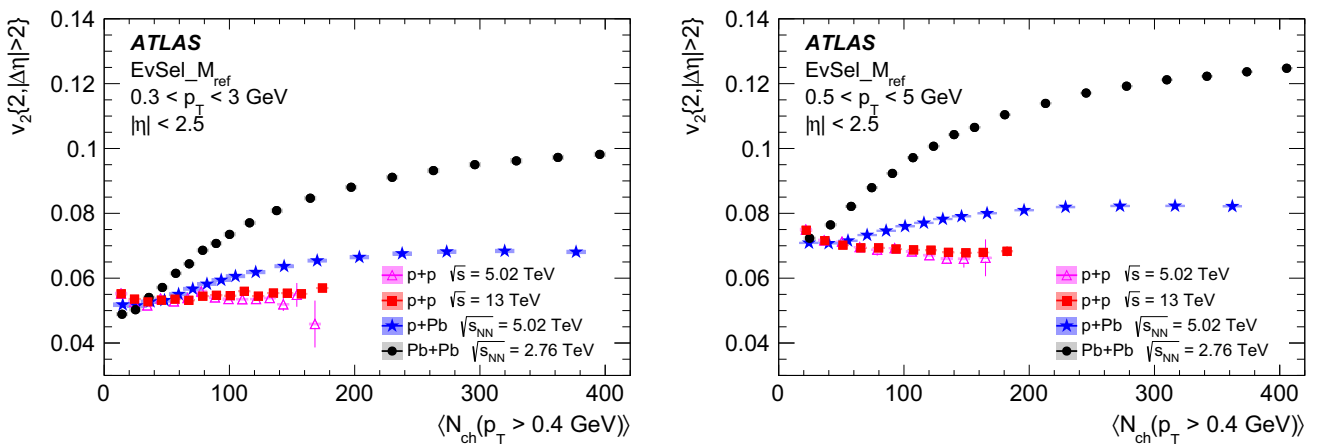 v₂{2,|Δη|>2}
0.14
0.12
0.1
0.08
0.06
0.04
ATLAS
EvSel_M_ref
0.3 < p_T < 3 GeV
|η| < 2.5
p+p √s = 5.02 TeV
p+p √s = 13 TeV
p+Pb √s_NN = 5.02 TeV
Pb+Pb √s_NN = 2.76 TeV
0 100 200 300 400
⟨N_ch(p_T > 0.4 GeV)⟩
v₂{2,|Δη|>2}
0.14
0.12
0.1
0.08
0.06
0.04
ATLAS
EvSel_M_ref
0.5 < p_T < 5 GeV
|η| < 2.5
p+p √s = 5.02 TeV
p+p √s = 13 TeV
p+Pb √s_NN = 5.02 TeV
Pb+Pb √s_NN = 2.76 TeV
0 100 200 300 400
⟨N_ch(p_T > 0.4 GeV)⟩